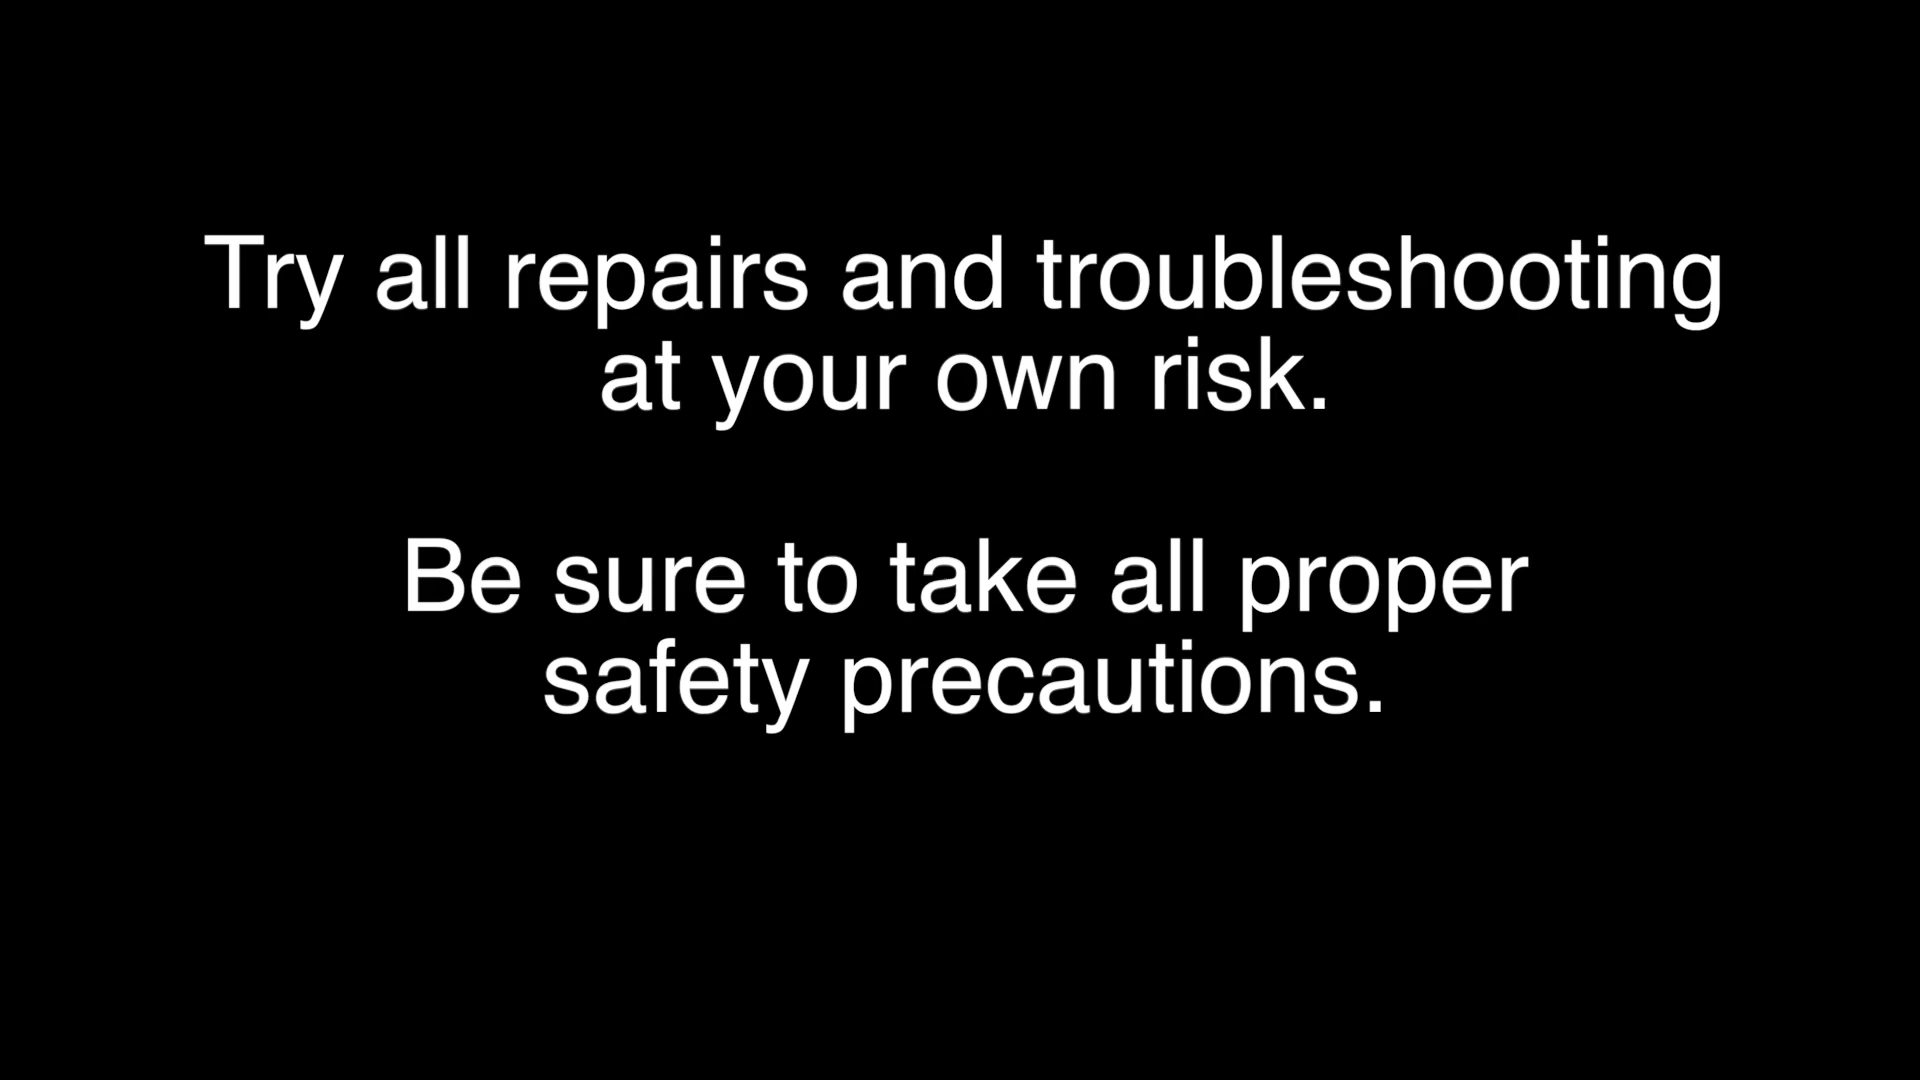 Try all repairs and troubleshooting
at your own risk.
Be sure to take all proper
safety precautions.